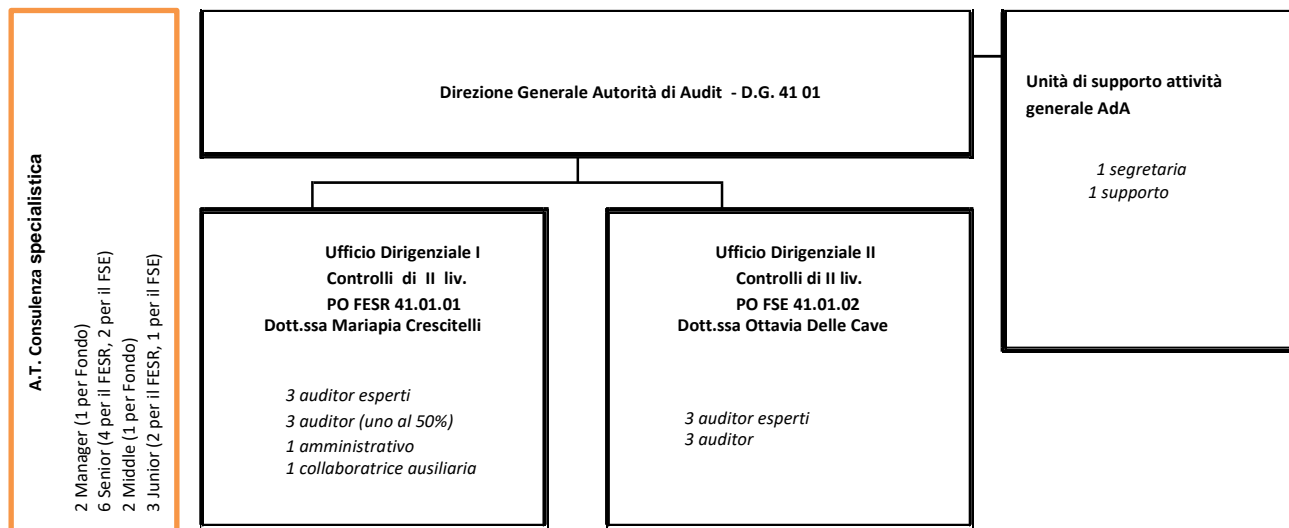 A.T. Consulenza specialistica
2 Manager (1 per Fondo)
6 Senior (4 per il FESR, 2 per il FSE)
2 Middle (1 per Fondo)
3 Junior (2 per il FESR, 1 per il FSE)
Direzione Generale Autorità di Audit - D.G. 41 01
Unità di supporto attività
generale AdA
1 segretaria
1 supporto
Ufficio Dirigenziale I
Controlli di II liv.
PO FESR 41.01.01
Dott.ssa Mariapia Crescitelli
3 auditor esperti
3 auditor (uno al 50%)
1 amministrativo
1 collaboratrice ausiliaria
Ufficio Dirigenziale II
Controlli di II liv.
PO FSE 41.01.02
Dott.ssa Ottavia Delle Cave
3 auditor esperti
3 auditor